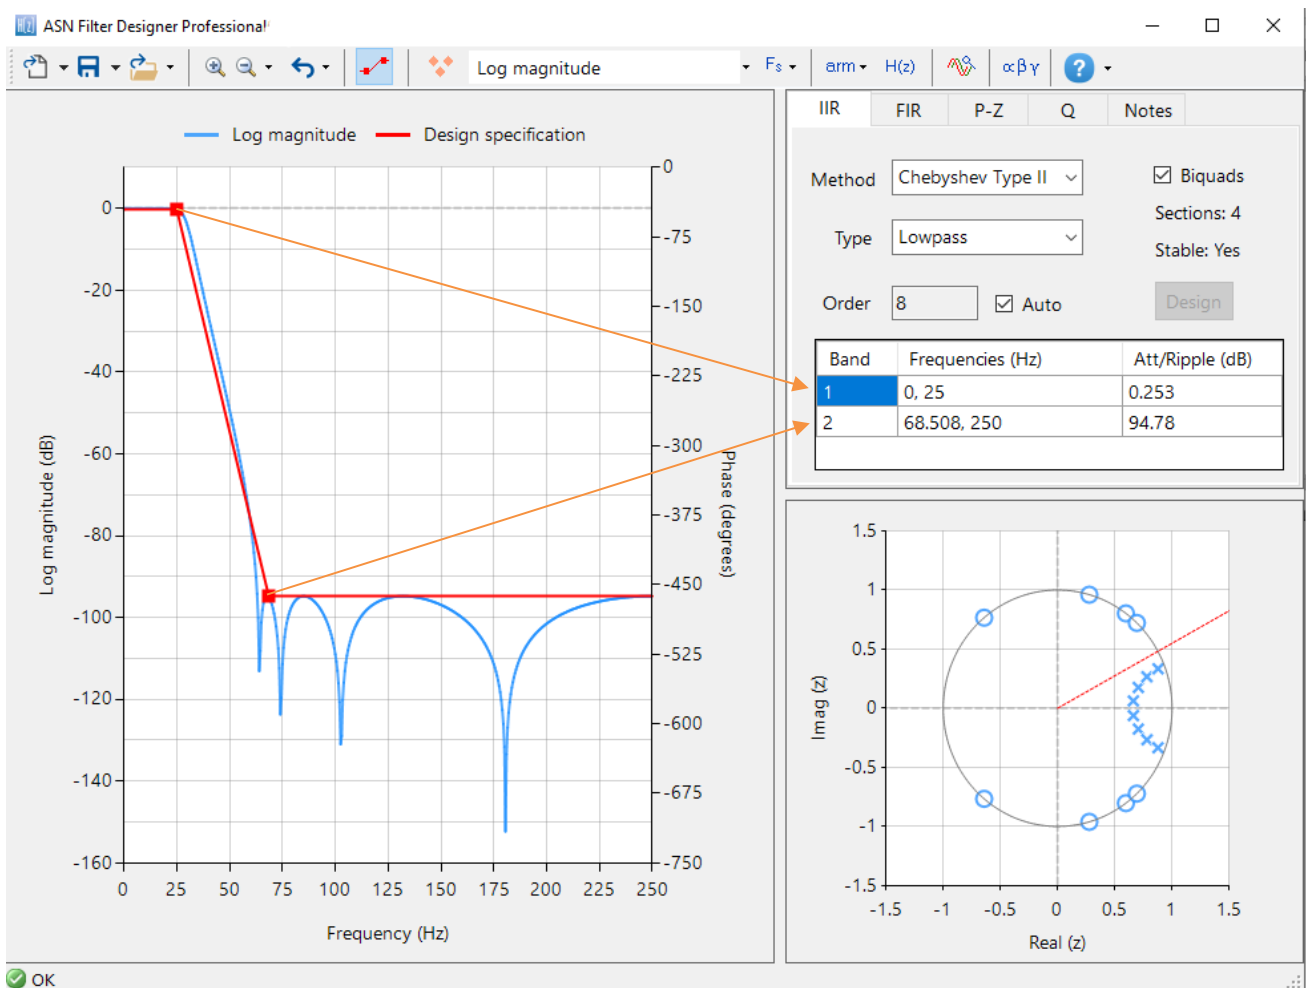 H(z) ASN Filter Designer Professional
Log magnitude
Fs
arm
H(z)
αβγ
?
Log magnitude
Design specification
0
-20
-40
-60
-80
-100
-120
-140
-160
Log magnitude (dB)
0
-75
-150
-225
-300
-375
-450
-525
-600
-675
-750
Phase (degrees)
0 25 50 75 100 125 150 175 200 225 250
Frequency (Hz)
IIR FIR P-Z Q Notes
Method Chebyshev Type II Biquads
Sections: 4
Type Lowpass
Stable: Yes
Order 8 Auto Design
Band Frequencies (Hz) Att/Ripple (dB)
1 0, 25 0.253
2 68.508, 250 94.78
1.5
1
0.5
0
-0.5
-1
-1.5
Imag (z)
-1.5 -1 -0.5 0 0.5 1 1.5
Real (z)
OK